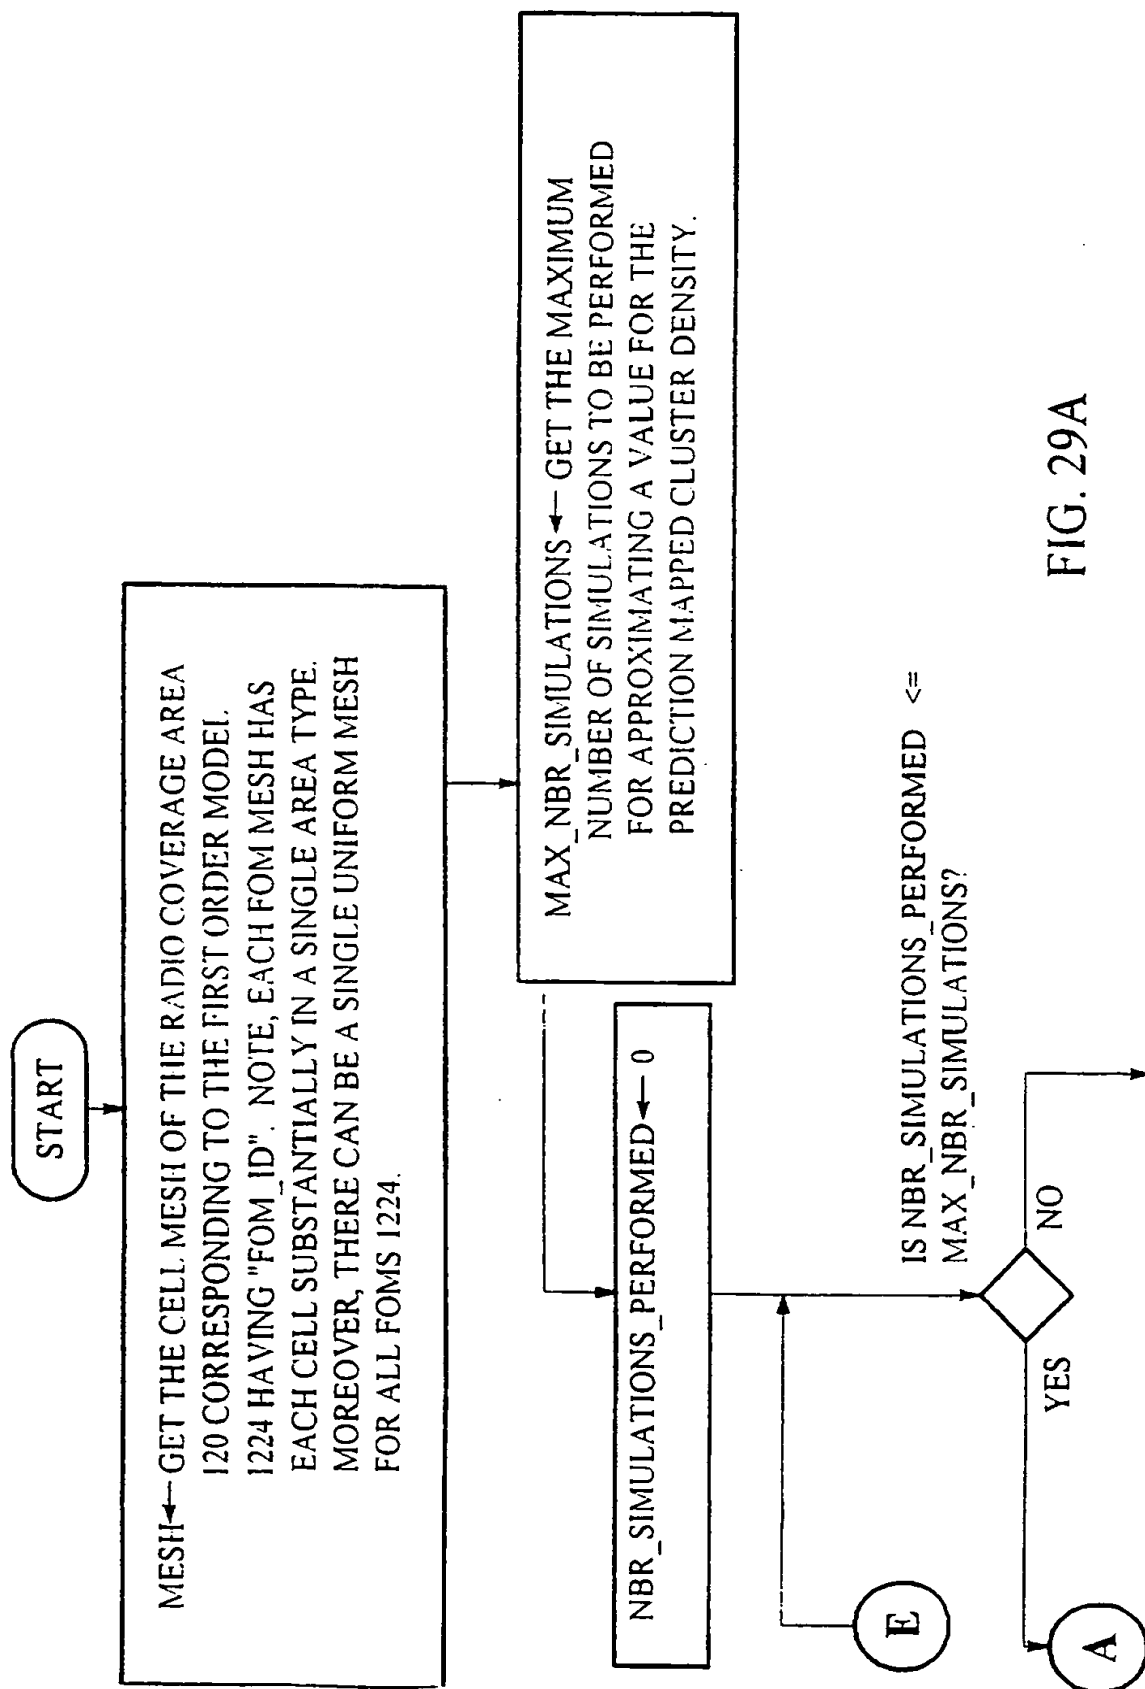 START
MESH ← GET THE CELL MESH OF THE RADIO COVERAGE AREA
120 CORRESPONDING TO THE FIRST ORDER MODEL
1224 HAVING "FOM_ID". NOTE, EACH FOM MESH HAS
EACH CELL SUBSTANTIALLY IN A SINGLE AREA TYPE.
MOREOVER, THERE CAN BE A SINGLE UNIFORM MESH
FOR ALL FOMS 1224.
MAX_NBR_SIMULATIONS ← GET THE MAXIMUM
NUMBER OF SIMULATIONS TO BE PERFORMED
FOR APPROXIMATING A VALUE FOR THE
PREDICTION MAPPED CLUSTER DENSITY.
NBR_SIMULATIONS_PERFORMED ← 0
E
IS NBR_SIMULATIONS_PERFORMED <=
MAX_NBR_SIMULATIONS?
YES
NO
A
FIG. 29A